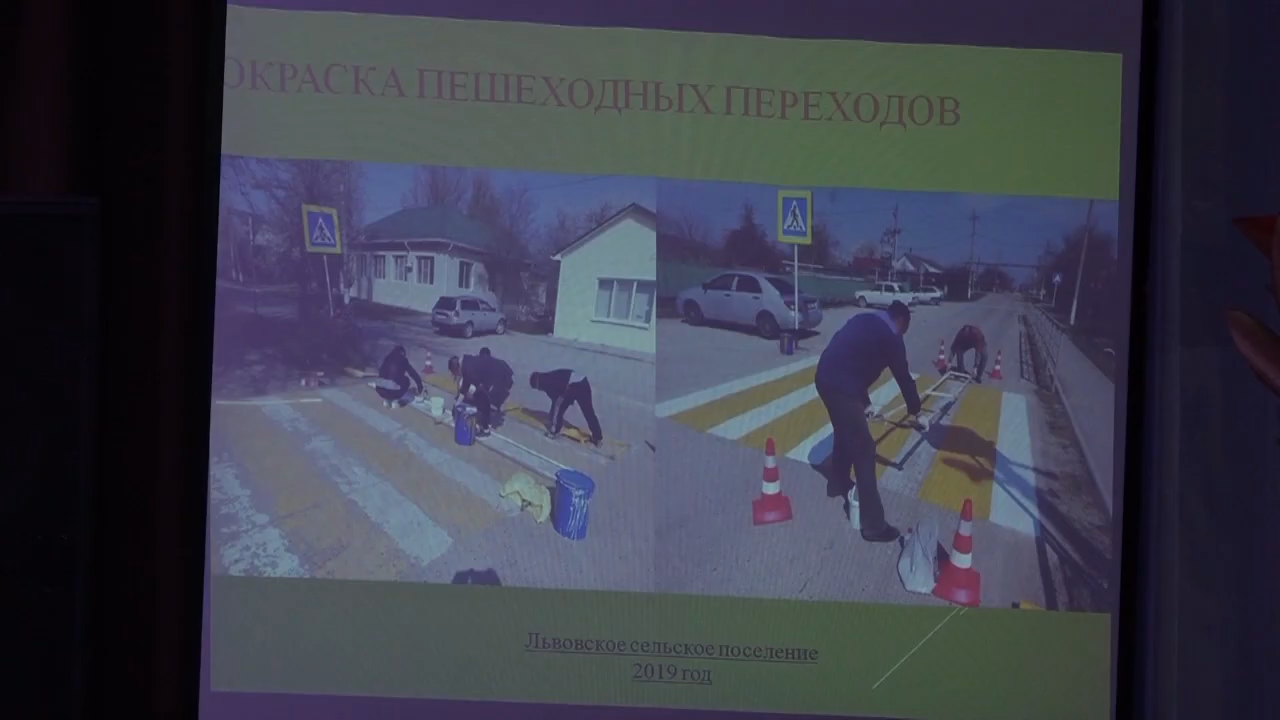 ОКРАСКА ПЕШЕХОДНЫХ ПЕРЕХОДОВ
Львовское сельское поселение
2019 год